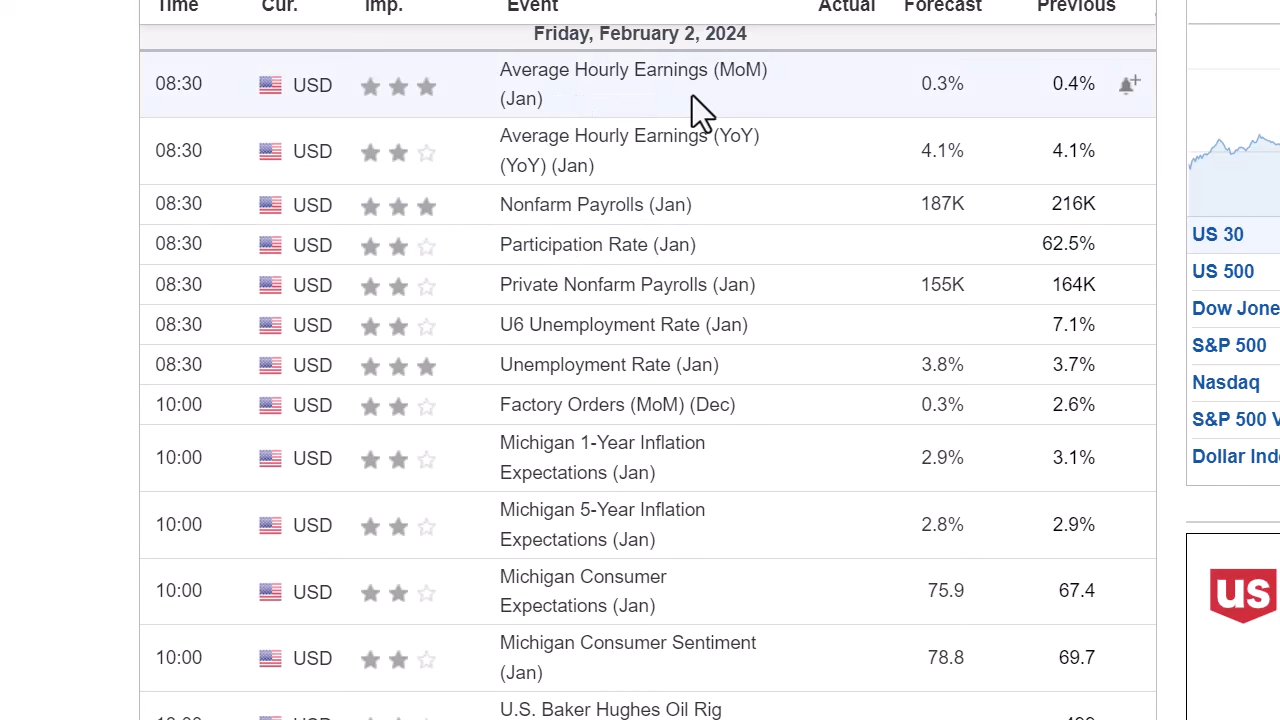 Time Cur. Imp. Event Actual Forecast Previous
Friday, February 2, 2024
08:30 USD Average Hourly Earnings (MoM) 0.3% 0.4%
(Jan)
08:30 USD Average Hourly Earnings (YoY) 4.1% 4.1%
(YoY) (Jan)
08:30 USD Nonfarm Payrolls (Jan) 187K 216K
08:30 USD Participation Rate (Jan) 62.5%
08:30 USD Private Nonfarm Payrolls (Jan) 155K 164K
08:30 USD U6 Unemployment Rate (Jan) 7.1%
08:30 USD Unemployment Rate (Jan) 3.8% 3.7%
10:00 USD Factory Orders (MoM) (Dec) 0.3% 2.6%
10:00 USD Michigan 1-Year Inflation 2.9% 3.1%
Expectations (Jan)
10:00 USD Michigan 5-Year Inflation 2.8% 2.9%
Expectations (Jan)
10:00 USD Michigan Consumer 75.9 67.4
Expectations (Jan)
10:00 USD Michigan Consumer Sentiment 78.8 69.7
(Jan)
U.S. Baker Hughes Oil Rig
US 30
US 500
Dow Jone
S&P 500
Nasdaq
S&P 500 V
Dollar Ind
us